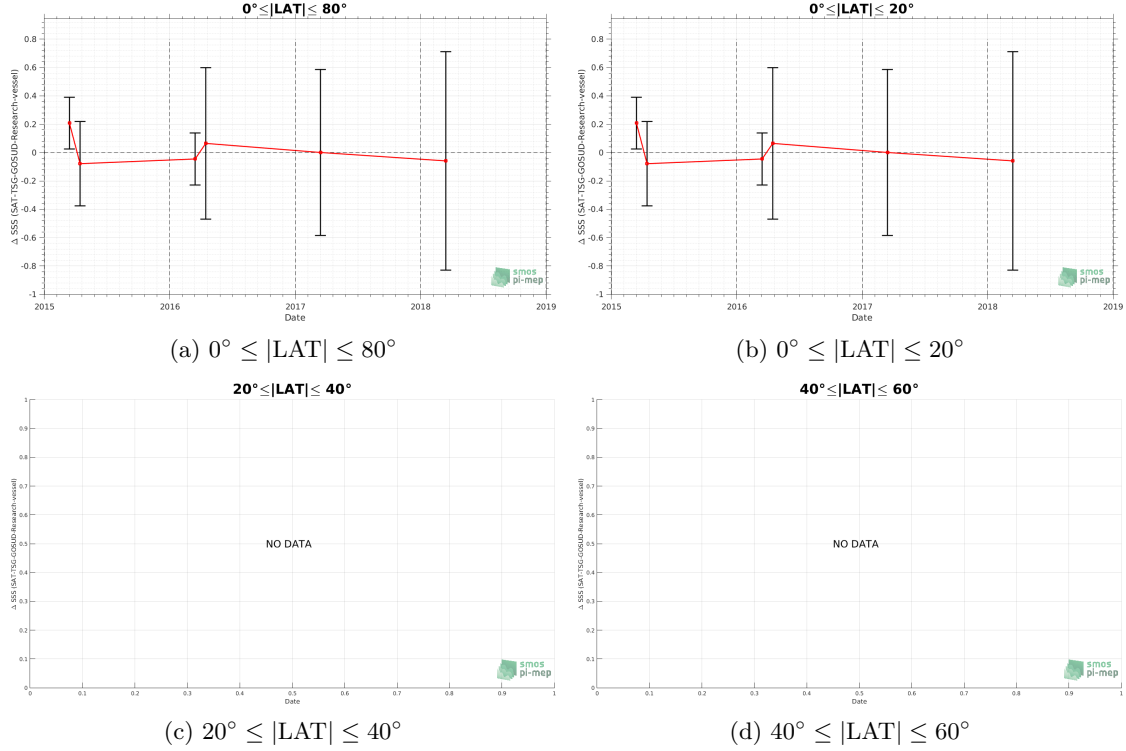 0°≤|LAT|≤ 80°
0.8
0.6
0.4
0.2
0
-0.2
-0.4
-0.6
-0.8
-1
Δ SSS (SAT-TSG-GOSUD-Research-vessel)
2015
2016
2017
2018
2019
Date
smos
pi-mep
(a) 0° ≤ |LAT| ≤ 80°
0°≤|LAT|≤ 20°
0.8
0.6
0.4
0.2
0
-0.2
-0.4
-0.6
-0.8
-1
Δ SSS (SAT-TSG-GOSUD-Research-vessel)
2015
2016
2017
2018
2019
Date
smos
pi-mep
(b) 0° ≤ |LAT| ≤ 20°
20°≤|LAT|≤ 40°
1
0.9
0.8
0.7
0.6
0.5
0.4
0.3
0.2
0.1
0
Δ SSS (SAT-TSG-GOSUD-Research-vessel)
NO DATA
0
0.1
0.2
0.3
0.4
0.5
0.6
0.7
0.8
0.9
1
Date
smos
pi-mep
(c) 20° ≤ |LAT| ≤ 40°
40°≤|LAT|≤ 60°
1
0.9
0.8
0.7
0.6
0.5
0.4
0.3
0.2
0.1
0
Δ SSS (SAT-TSG-GOSUD-Research-vessel)
NO DATA
0
0.1
0.2
0.3
0.4
0.5
0.6
0.7
0.8
0.9
1
Date
smos
pi-mep
(d) 40° ≤ |LAT| ≤ 60°